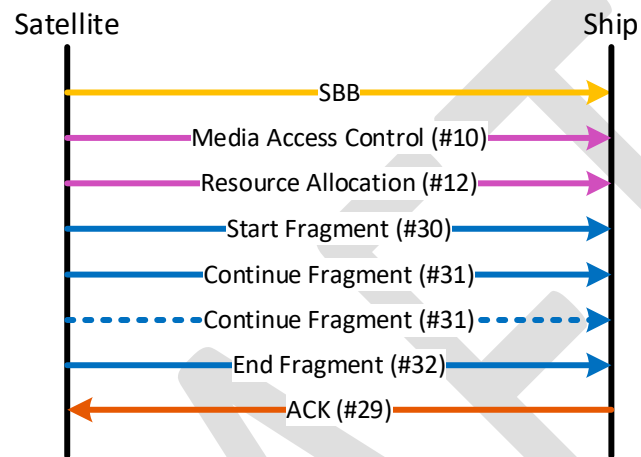 Satellite Ship
SBB
Media Access Control (#10)
Resource Allocation (#12)
Start Fragment (#30)
Continue Fragment (#31)
Continue Fragment (#31)
End Fragment (#32)
ACK (#29)